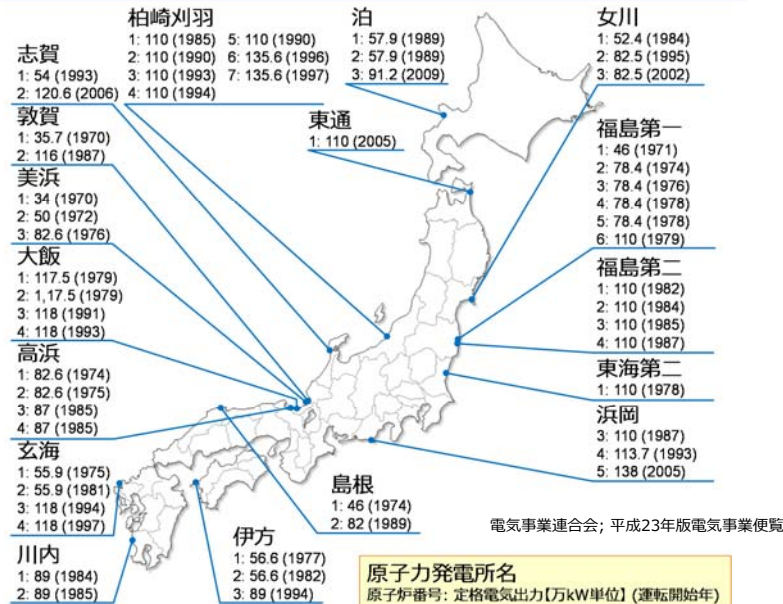 柏崎刈羽
1: 110 (1985)  5: 110 (1990)
2: 110 (1990)  6: 135.6 (1996)
3: 110 (1993)  7: 135.6 (1997)
4: 110 (1994)
泊
1: 57.9 (1989)
2: 57.9 (1989)
3: 91.2 (2009)
女川
1: 52.4 (1984)
2: 82.5 (1995)
3: 82.5 (2002)
志賀
1: 54 (1993)
2: 120.6 (2006)
東通
1: 110 (2005)
敦賀
1: 35.7 (1970)
2: 116 (1987)
美浜
1: 34 (1970)
2: 50 (1972)
3: 82.6 (1976)
大飯
1: 117.5 (1979)
2: 1,17.5 (1979)
3: 118 (1991)
4: 118 (1993)
高浜
1: 82.6 (1974)
2: 82.6 (1975)
3: 87 (1985)
4: 87 (1985)
玄海
1: 55.9 (1975)
2: 55.9 (1981)
3: 118 (1994)
4: 118 (1997)
川内
1: 89 (1984)
2: 89 (1985)
福島第一
1: 46 (1971)
2: 78.4 (1974)
3: 78.4 (1976)
4: 78.4 (1978)
5: 78.4 (1978)
6: 110 (1979)
福島第二
1: 110 (1982)
2: 110 (1984)
3: 110 (1985)
4: 110 (1987)
東海第二
1: 110 (1978)
浜岡
3: 110 (1987)
4: 113.7 (1993)
5: 138 (2005)
島根
1: 46 (1974)
2: 82 (1989)
伊方
1: 56.6 (1977)
2: 56.6 (1982)
3: 89 (1994)
電気事業連合会; 平成23年版電気事業便覧
原子力発電所名
原子炉番号: 定格電気出力【万kW単位】 (運転開始年)